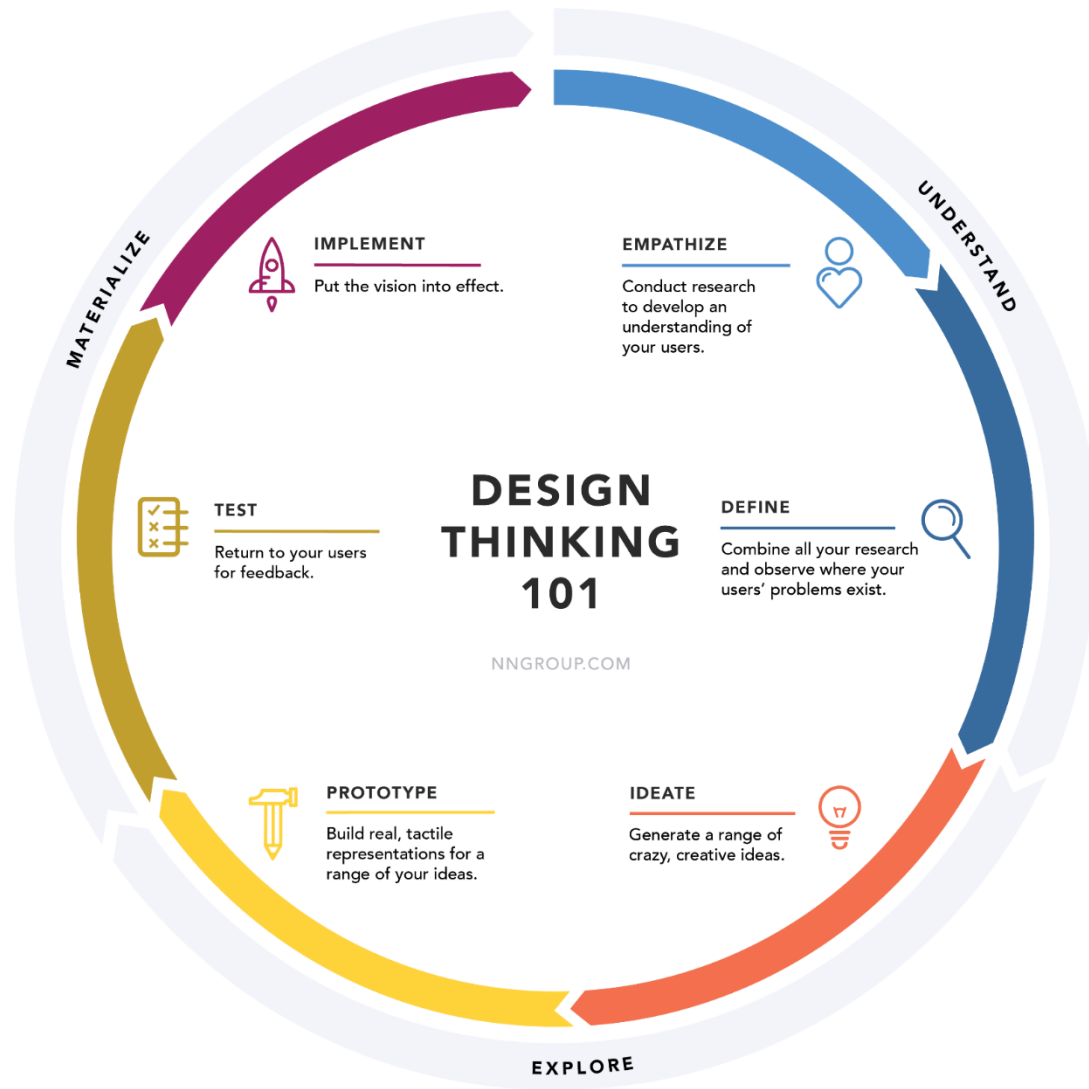 DESIGN
THINKING
101
NNGROUP.COM
UNDERSTAND
EMPATHIZE
Conduct research
to develop an
understanding of
your users.
DEFINE
Combine all your research
and observe where your
users’ problems exist.
EXPLORE
IDEATE
Generate a range of
crazy, creative ideas.
PROTOTYPE
Build real, tactile
representations for a
range of your ideas.
MATERIALIZE
TEST
Return to your users
for feedback.
IMPLEMENT
Put the vision into effect.